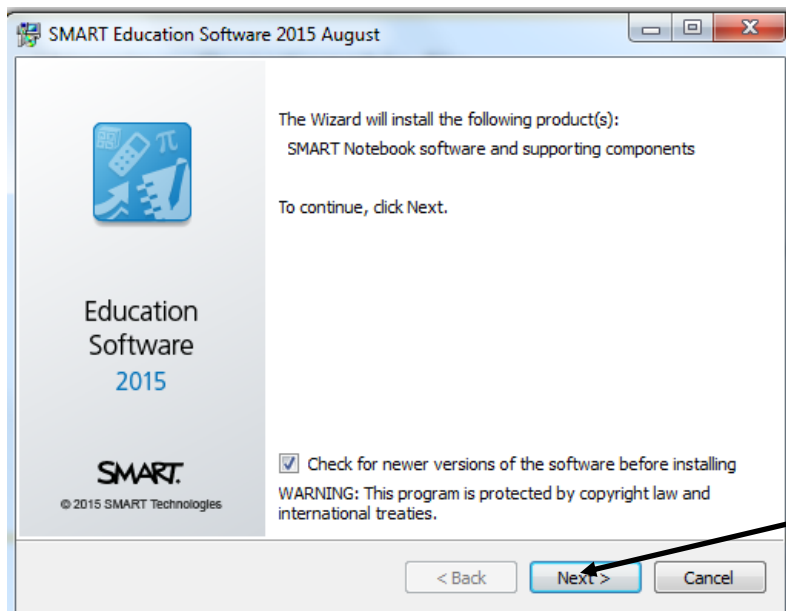 SMART Education Software 2015 August
The Wizard will install the following product(s):
SMART Notebook software and supporting components
To continue, click Next.
π
Education
Software
2015
SMART.
© 2015 SMART Technologies
Check for newer versions of the software before installing
WARNING: This program is protected by copyright law and
international treaties.
< Back
Next >
Cancel